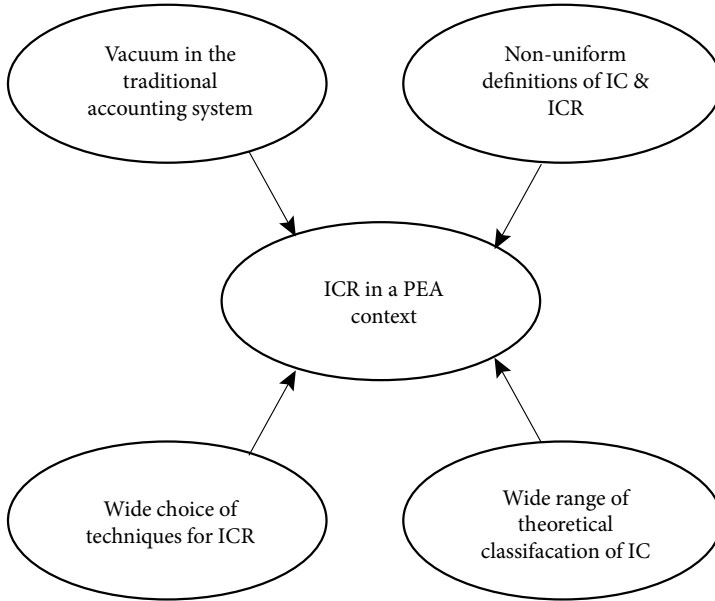 Vacuum in the
traditional
accounting system
Non-uniform
definitions of IC &
ICR
ICR in a PEA
context
Wide choice of
techniques for ICR
Wide range of
theoretical
classifacation of IC